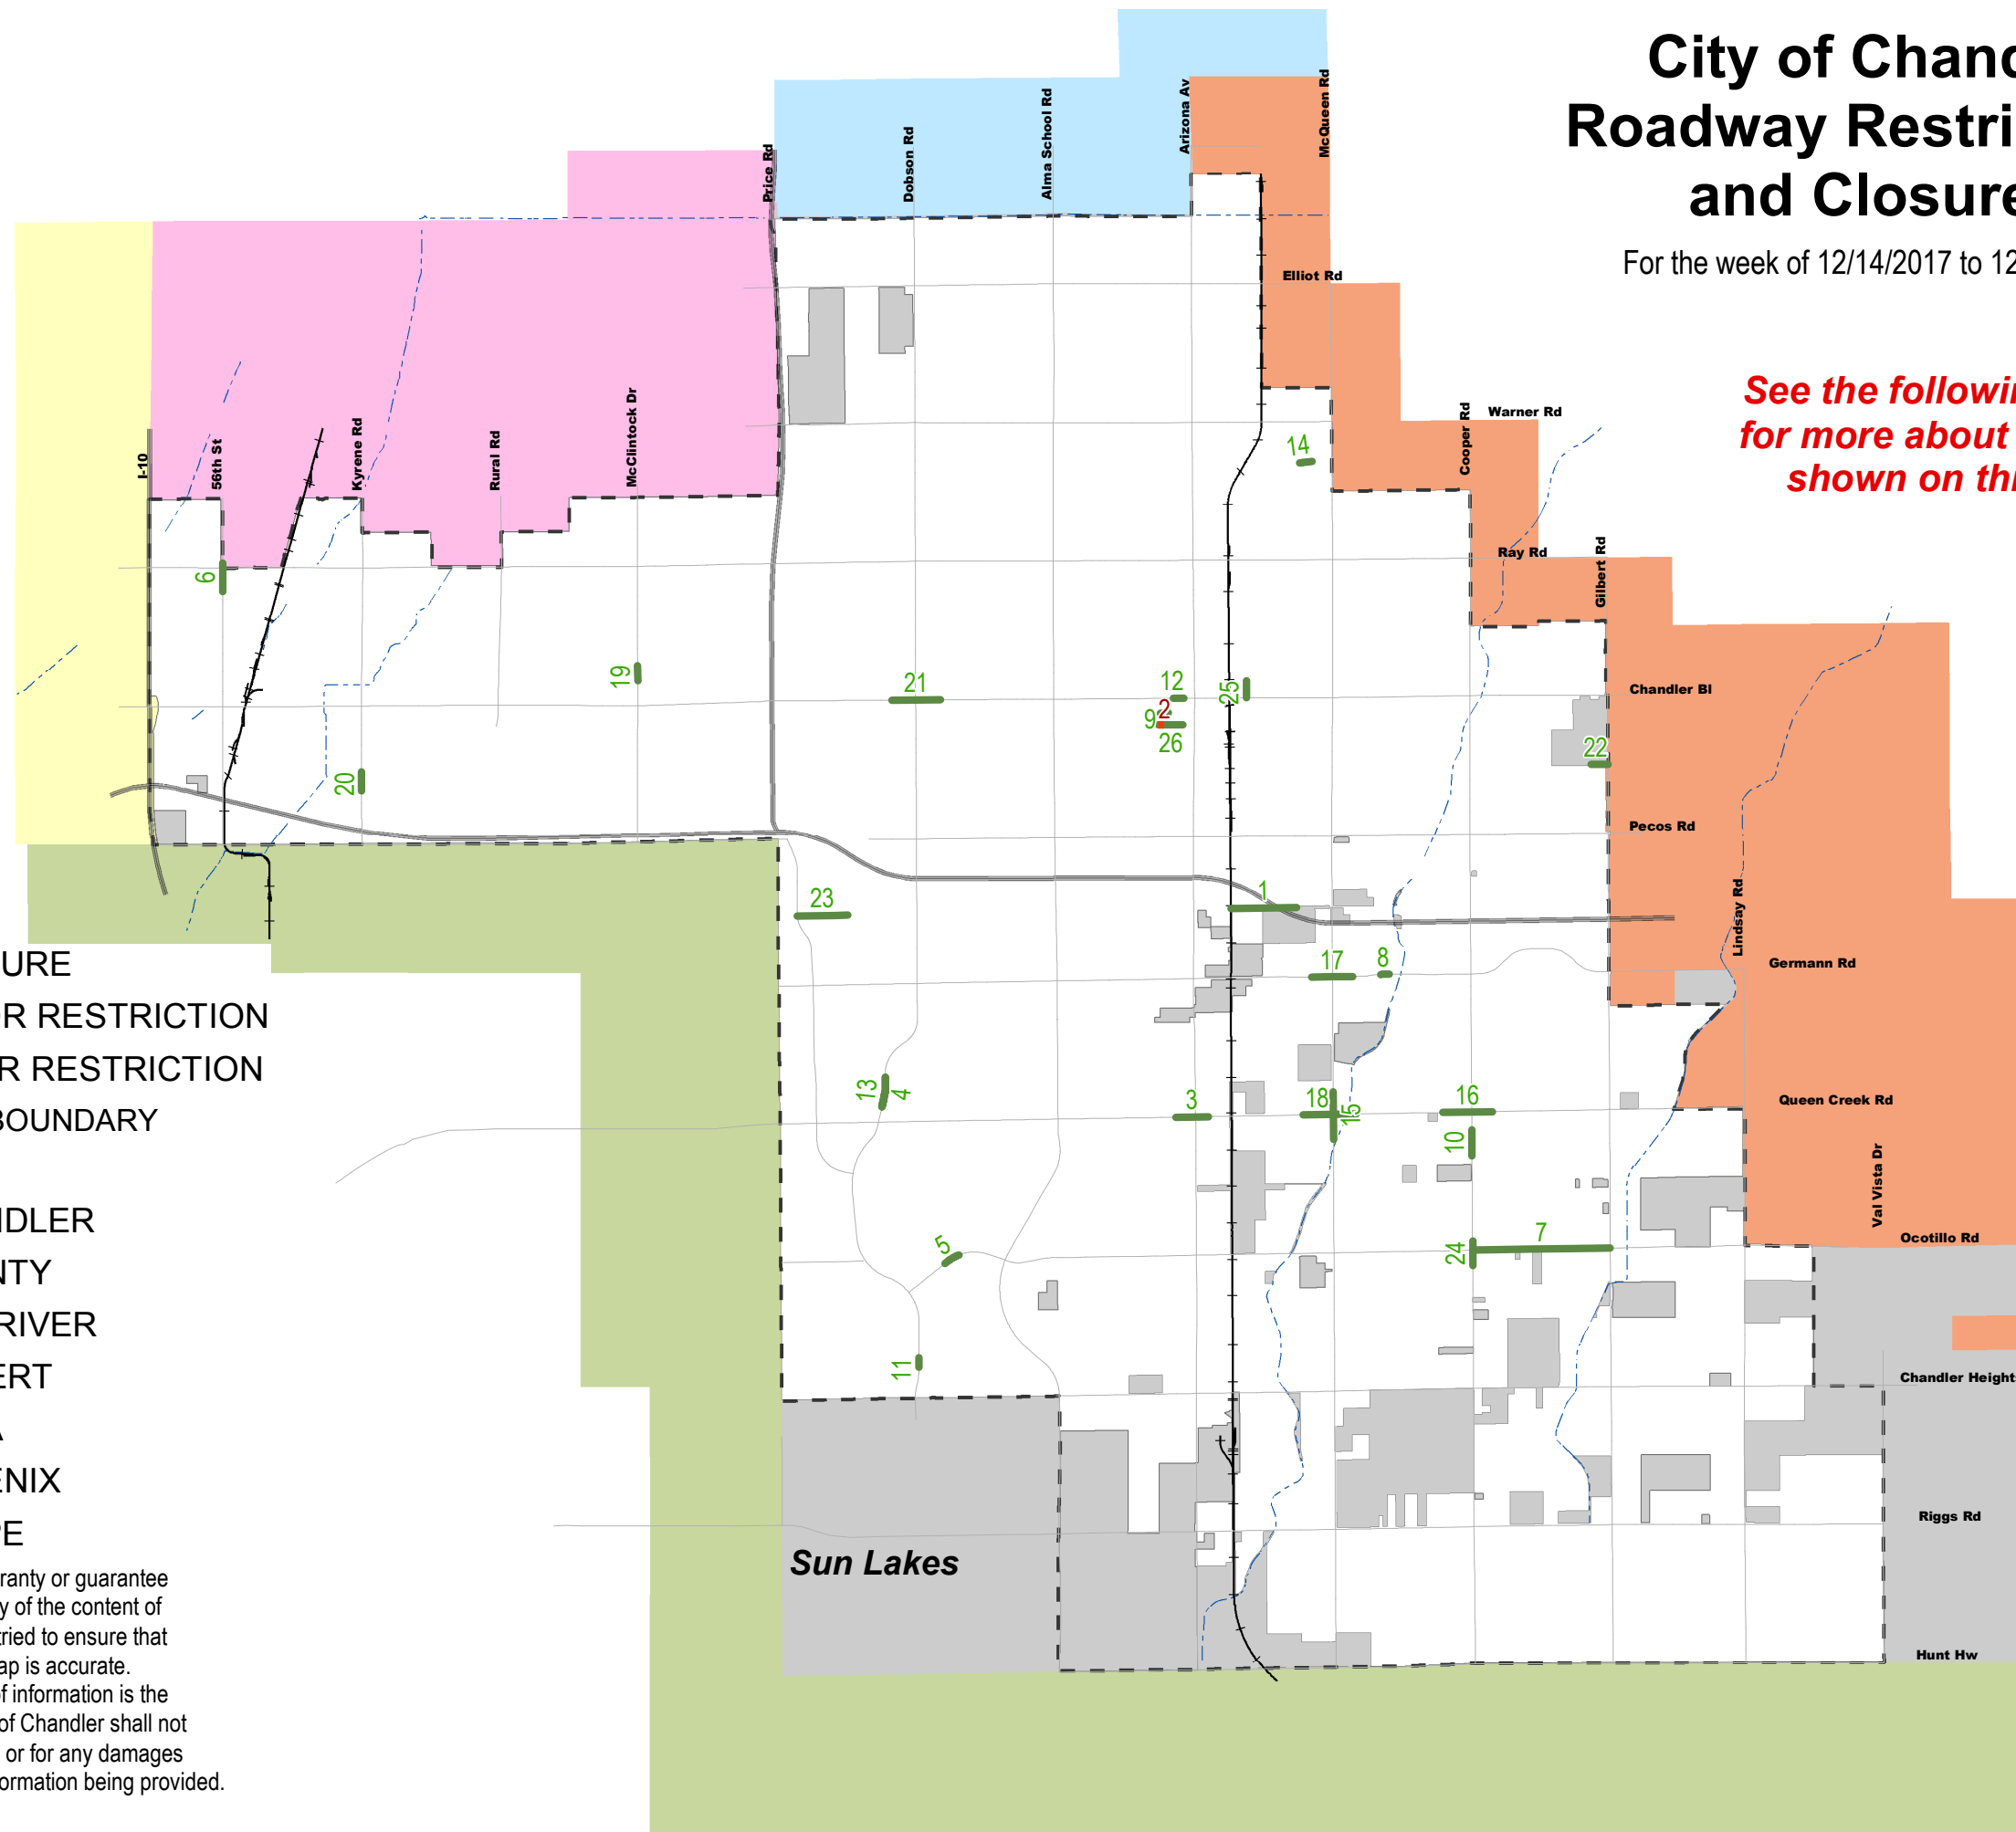 City of Chand
Roadway Restri
and Closure
For the week of 12/14/2017 to 12
See the followin
for more about
shown on thi
Price Rd
Dobson Rd
Alma School Rd
Arizona Av
McQueen Rd
Elliot Rd
I-10
56th St
Kyrene Rd
Rural Rd
McClintock Dr
Cooper Rd
Warner Rd
14
Ray Rd
Gilbert Rd
6
19
21
12
25
2
9
26
Chandler Bl
22
20
Pecos Rd
23
1
Lindsay Rd
17
8
Germann Rd
13
4
3
18
15
16
10
Queen Creek Rd
Val Vista Dr
5
24
7
Ocotillo Rd
11
Chandler Height
Riggs Rd
Sun Lakes
Hunt Hw
URE
R RESTRICTION
R RESTRICTION
BOUNDARY
NDLER
NTY
RIVER
ERT
A
ENIX
PE
ranty or guarantee
y of the content of
tried to ensure that
ap is accurate.
of information is the
of Chandler shall not
or for any damages
formation being provided.